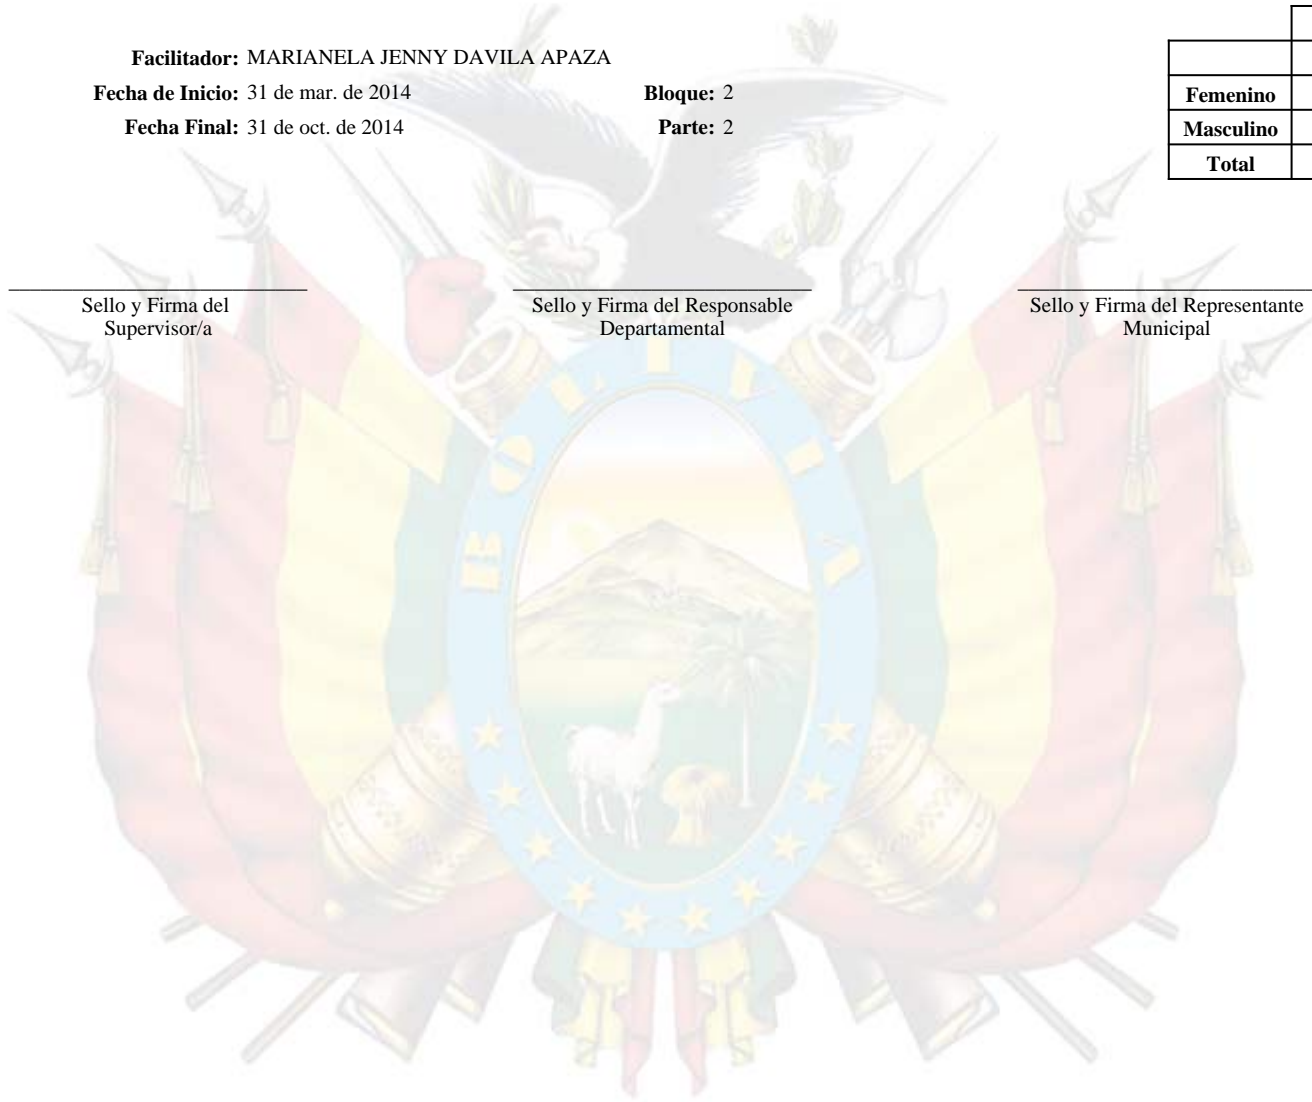 Facilitador: MARIANELA JENNY DAVILA APAZA
Fecha de Inicio: 31 de mar. de 2014 Bloque: 2
Fecha Final: 31 de oct. de 2014 Parte: 2
Femenino
Masculino
Total
Sello y Firma del
Supervisor/a
Sello y Firma del Responsable
Departamental
Sello y Firma del Representante
Municipal
BOLIVIA